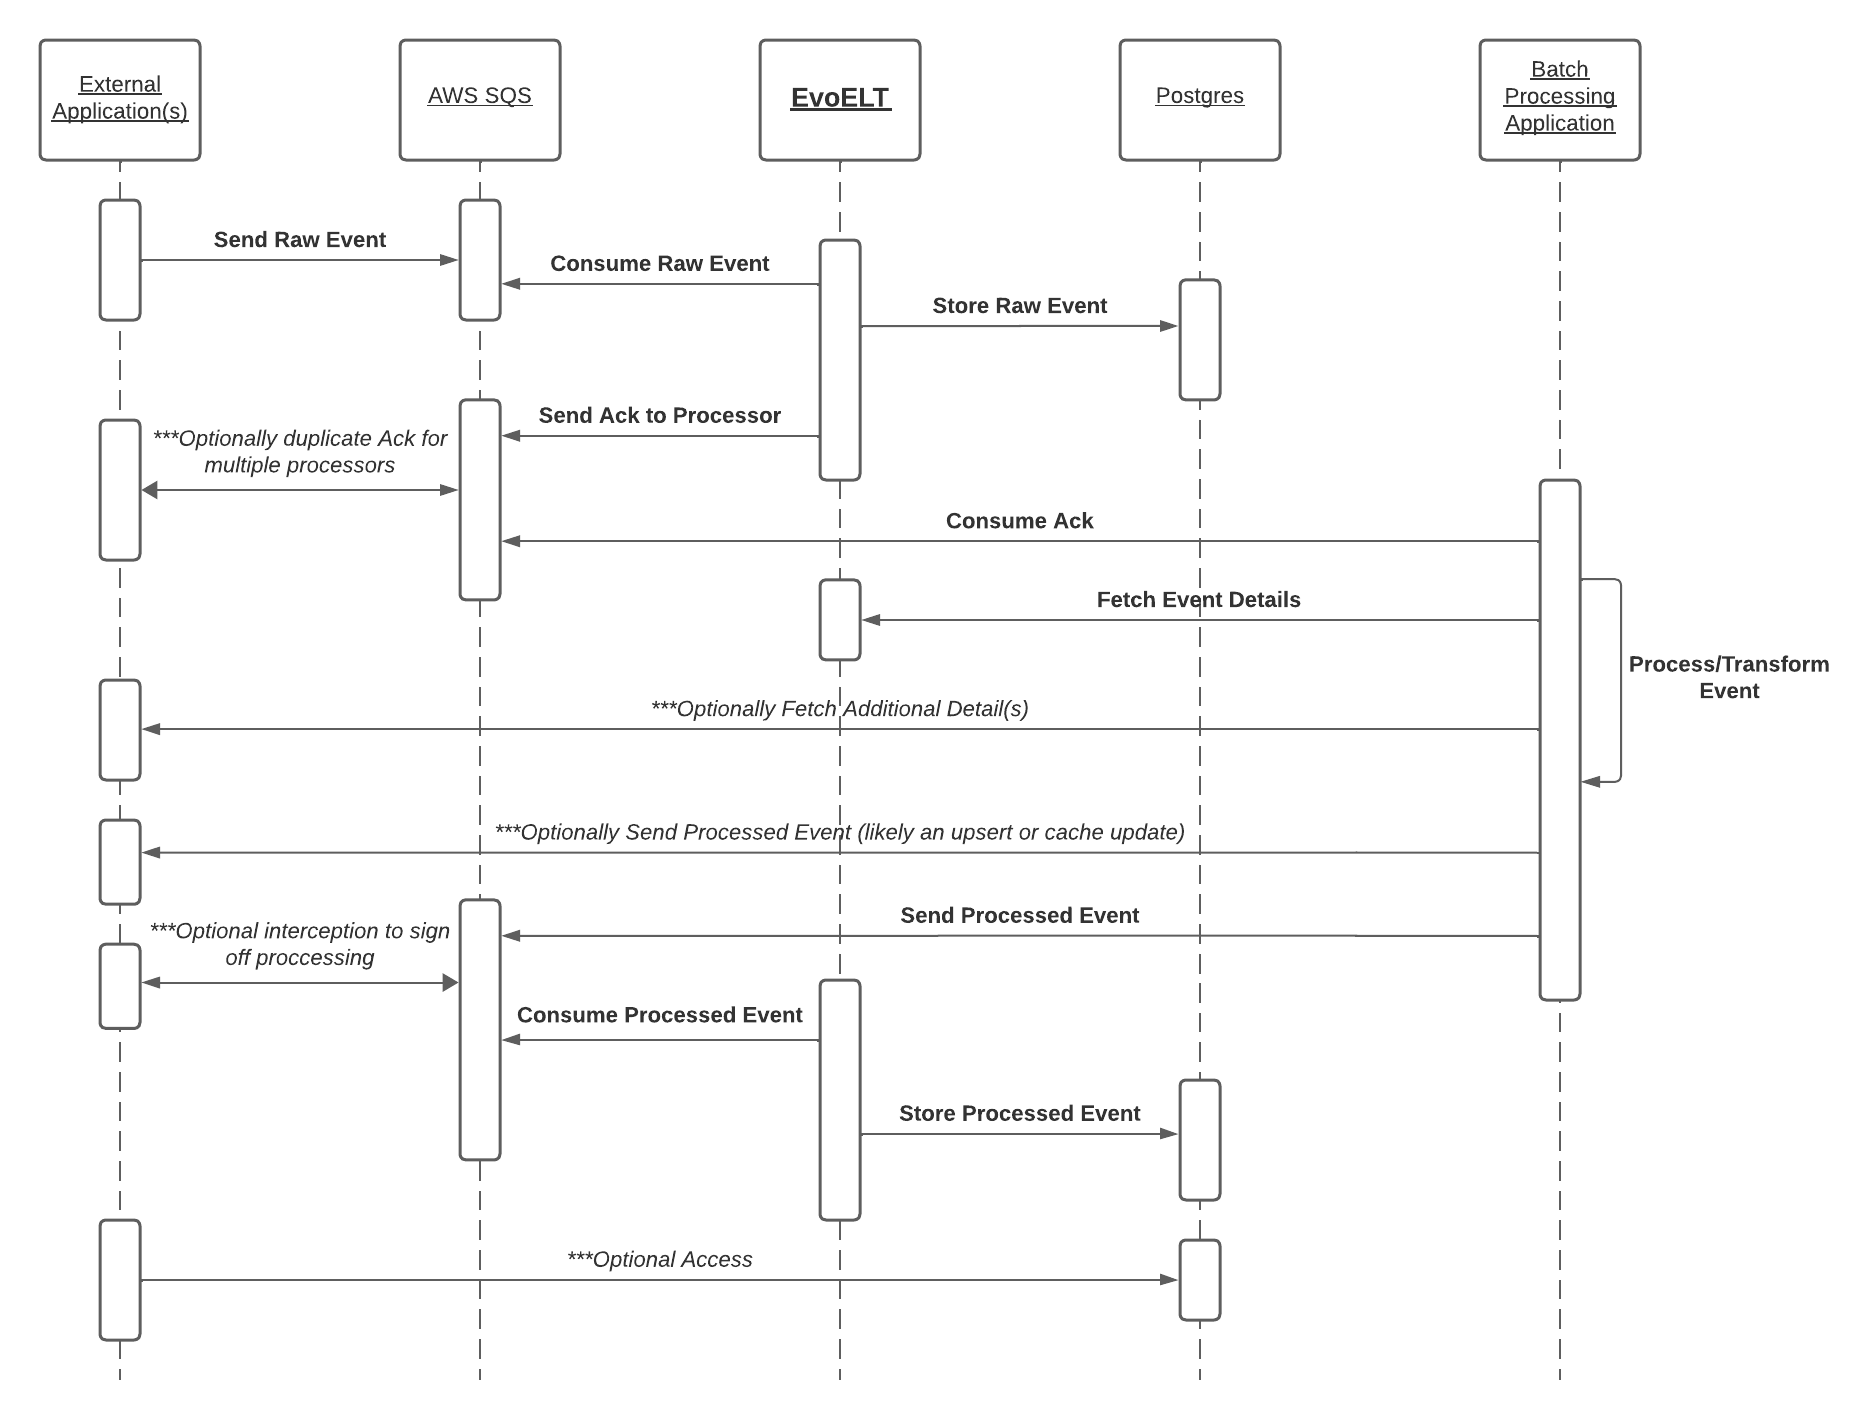 External
Application(s)
AWS SQS
EvoELT
Postgres
Batch
Processing
Application
Send Raw Event
Consume Raw Event
Store Raw Event
Send Ack to Processor
***Optionally duplicate Ack for
multiple processors
Consume Ack
Fetch Event Details
Process/Transform
Event
***Optionally Fetch Additional Detail(s)
***Optionally Send Processed Event (likely an upsert or cache update)
Send Processed Event
***Optional interception to sign
off proccessing
Consume Processed Event
Store Processed Event
***Optional Access